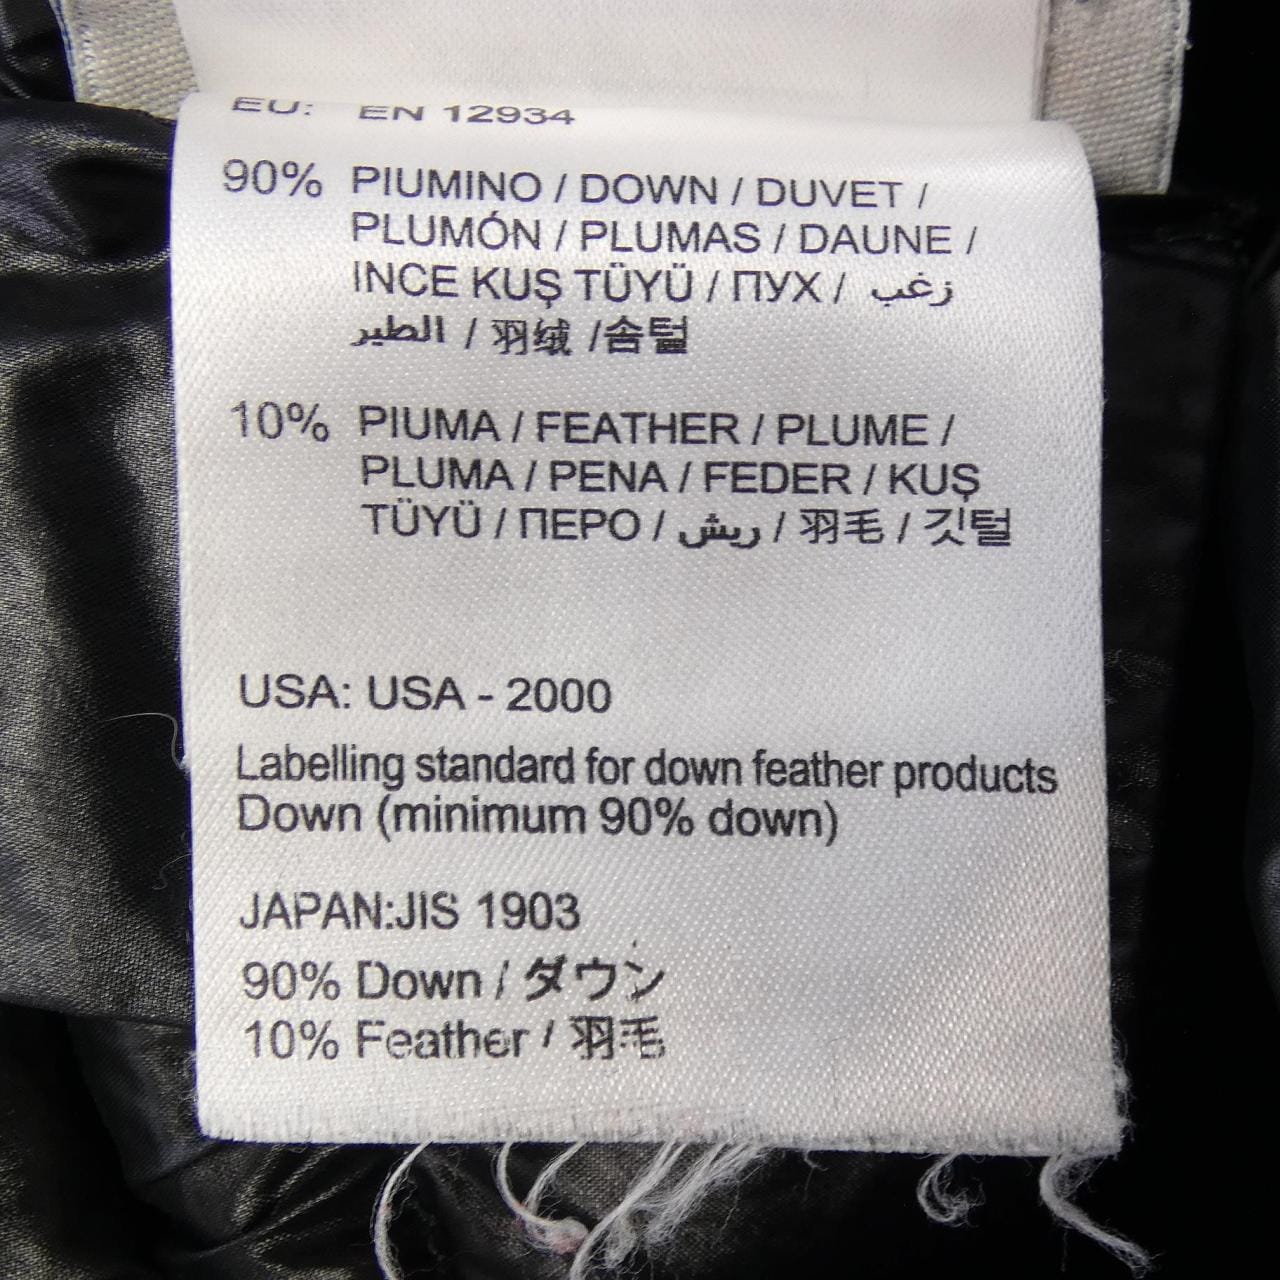 EU: EN 12934
90% PIUMINO / DOWN / DUVET /
PLUMÓN / PLUMAS / DAUNE /
INCE KUŞ TÜYÜ / ПУХ / زغب
الطير / 羽绒 /솜털
10% PIUMA / FEATHER / PLUME /
PLUMA / PENA / FEDER / KUŞ
TÜYÜ / ПЕРО / ريش / 羽毛 / 깃털
USA: USA - 2000
Labelling standard for down feather products
Down (minimum 90% down)
JAPAN:JIS 1903
90% Down / ダウン
10% Feather / 羽毛